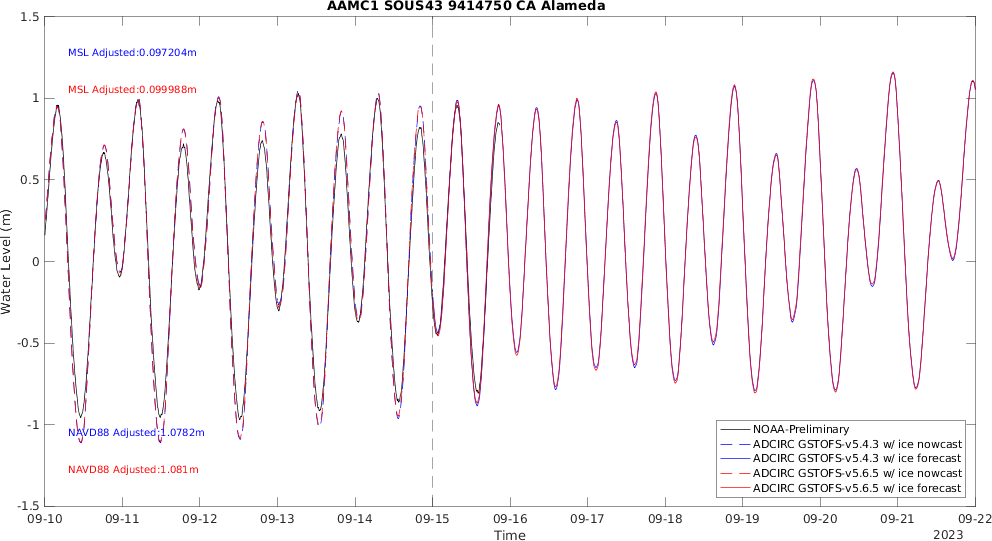 AAMC1 SOUS43 9414750 CA Alameda
1.5
MSL Adjusted:0.097204m
MSL Adjusted:0.099988m
1
0.5
0
-0.5
-1
-1.5
Water Level (m)
NAVD88 Adjusted:1.0782m
NAVD88 Adjusted:1.081m
NOAA-Preliminary
ADCIRC GSTOFS-v5.4.3 w/ ice nowcast
ADCIRC GSTOFS-v5.4.3 w/ ice forecast
ADCIRC GSTOFS-v5.6.5 w/ ice nowcast
ADCIRC GSTOFS-v5.6.5 w/ ice forecast
09-10 09-11 09-12 09-13 09-14 09-15 09-16 09-17 09-18 09-19 09-20 09-21 09-22
Time
2023